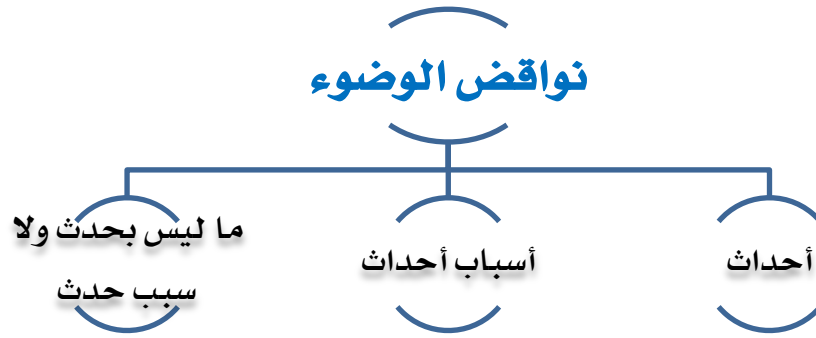 نواقض الوضوء
أحداث
أسباب أحداث
ما ليس بحدث ولا
سبب حدث